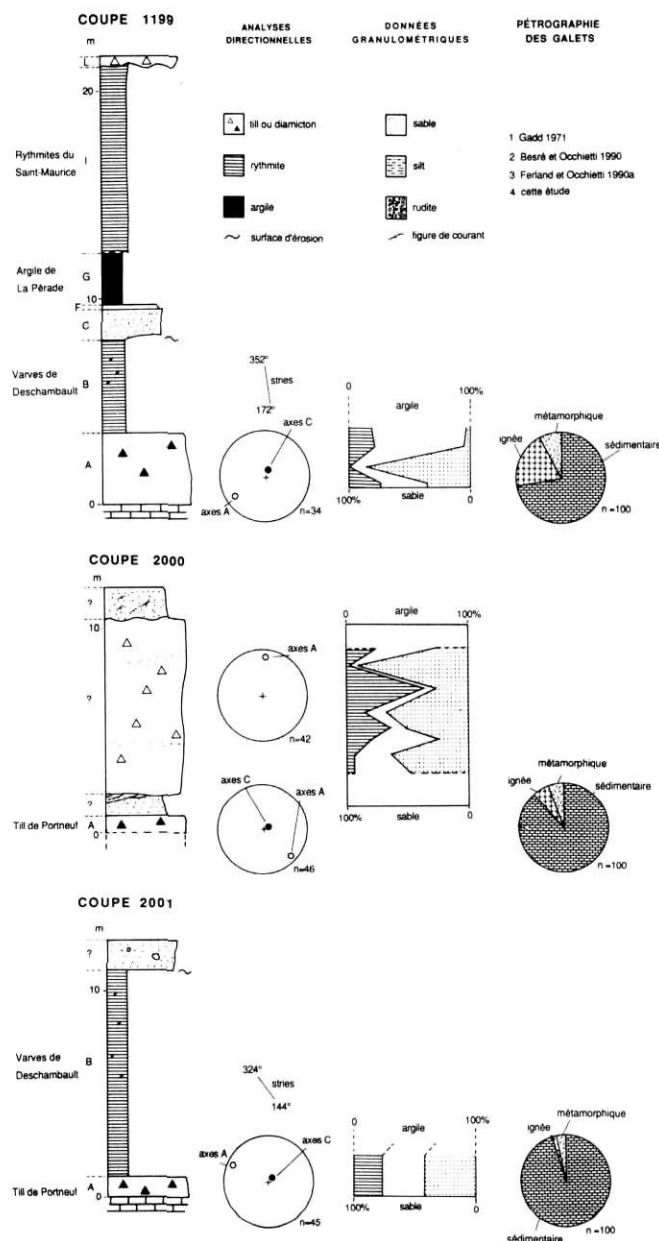 COUPE 1199
ANALYSES
DIRECTIONNELLES
DONNÉES
GRANULOMÉTRIQUES
PÉTROGRAPHIE
DES GALETS
m
L
20
Rythmites du
Saint-Maurice
I
Argile de
La Pérade
G
10
F
C
Varves de
Deschambault
B
A
0
till ou diamicton
rythmite
argile
surface d'érosion
sable
silt
rudite
figure de courant
1 Gadd 1971
2 Besré et Occhietti 1990
3 Ferland et Occhietti 1990a
4 cette étude
352°
stries
172°
axes C
axes A
n=34
0
100%
argile
100%
sable
0
métamorphique
ignée
sédimentaire
n=100
COUPE 2000
m
?
10
?
?
Till de Portneuf
A
0
axes A
n=42
axes C
axes A
n=46
argile
0
100%
100%
sable
0
métamorphique
ignée
sédimentaire
n=100
COUPE 2001
m
?
10
Varves de
Deschambault
B
Till de Portneuf
A
0
324°
stries
144°
axes A
axes C
n=45
argile
0
100%
100%
sable
0
métamorphique
ignée
sédimentaire
n=100